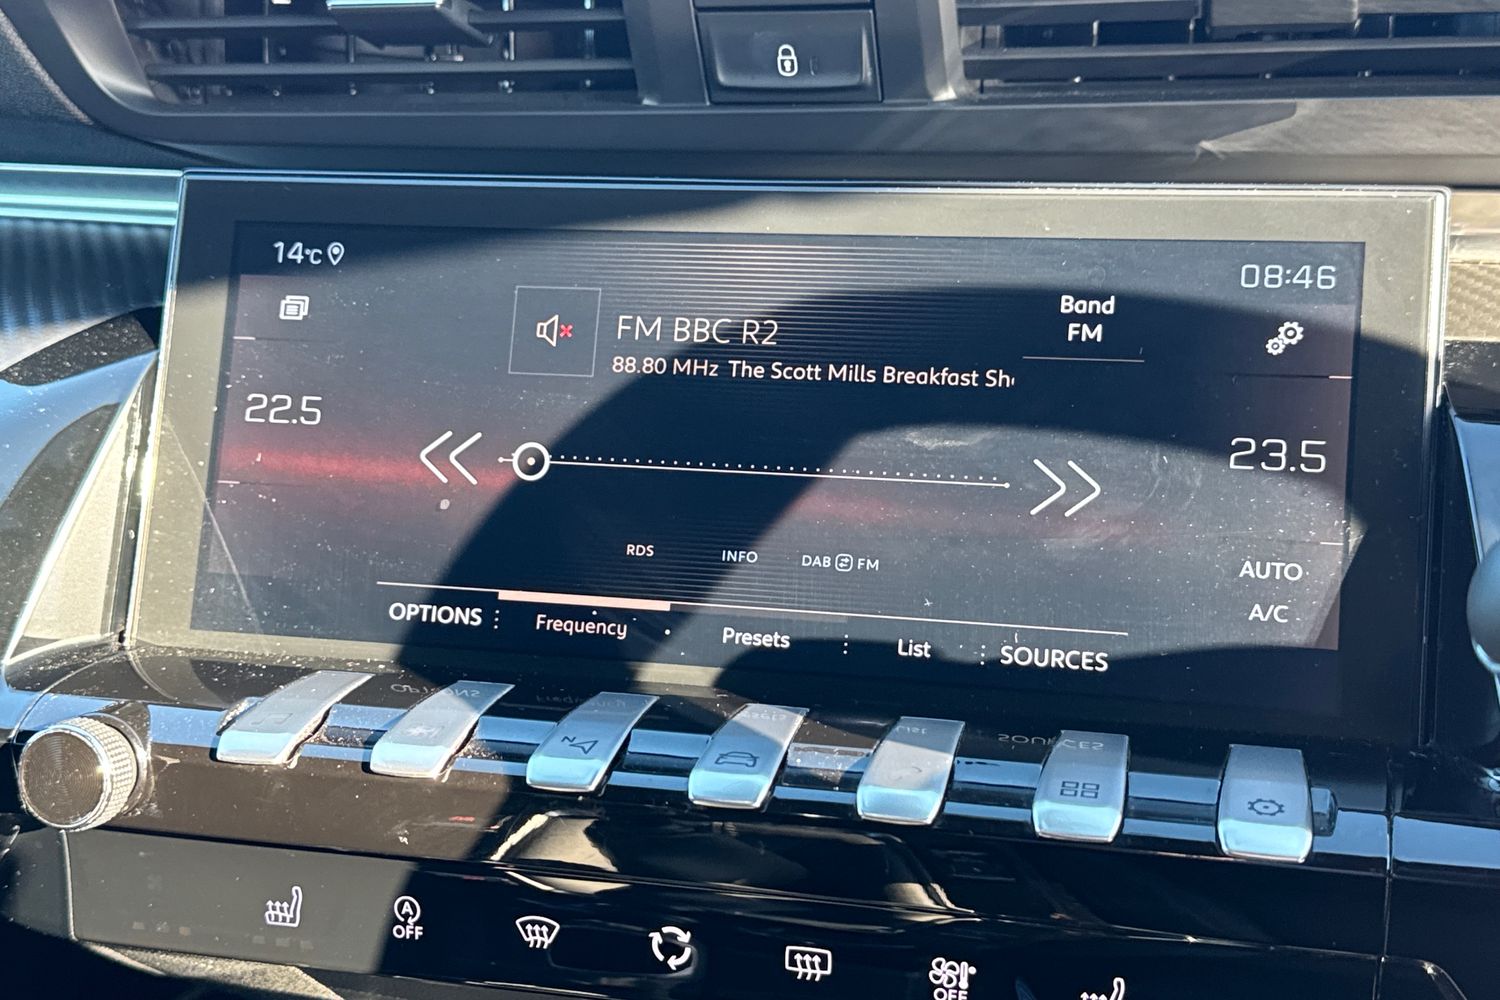 14°C
08:46
FM BBC R2
Band
FM
88.80 MHz The Scott Mills Breakfast Sh
22.5
23.5
RDS
INFO
DAB FM
AUTO
A/C
OPTIONS
Frequency
Presets
List
SOURCES
N
A
OFF
OFF